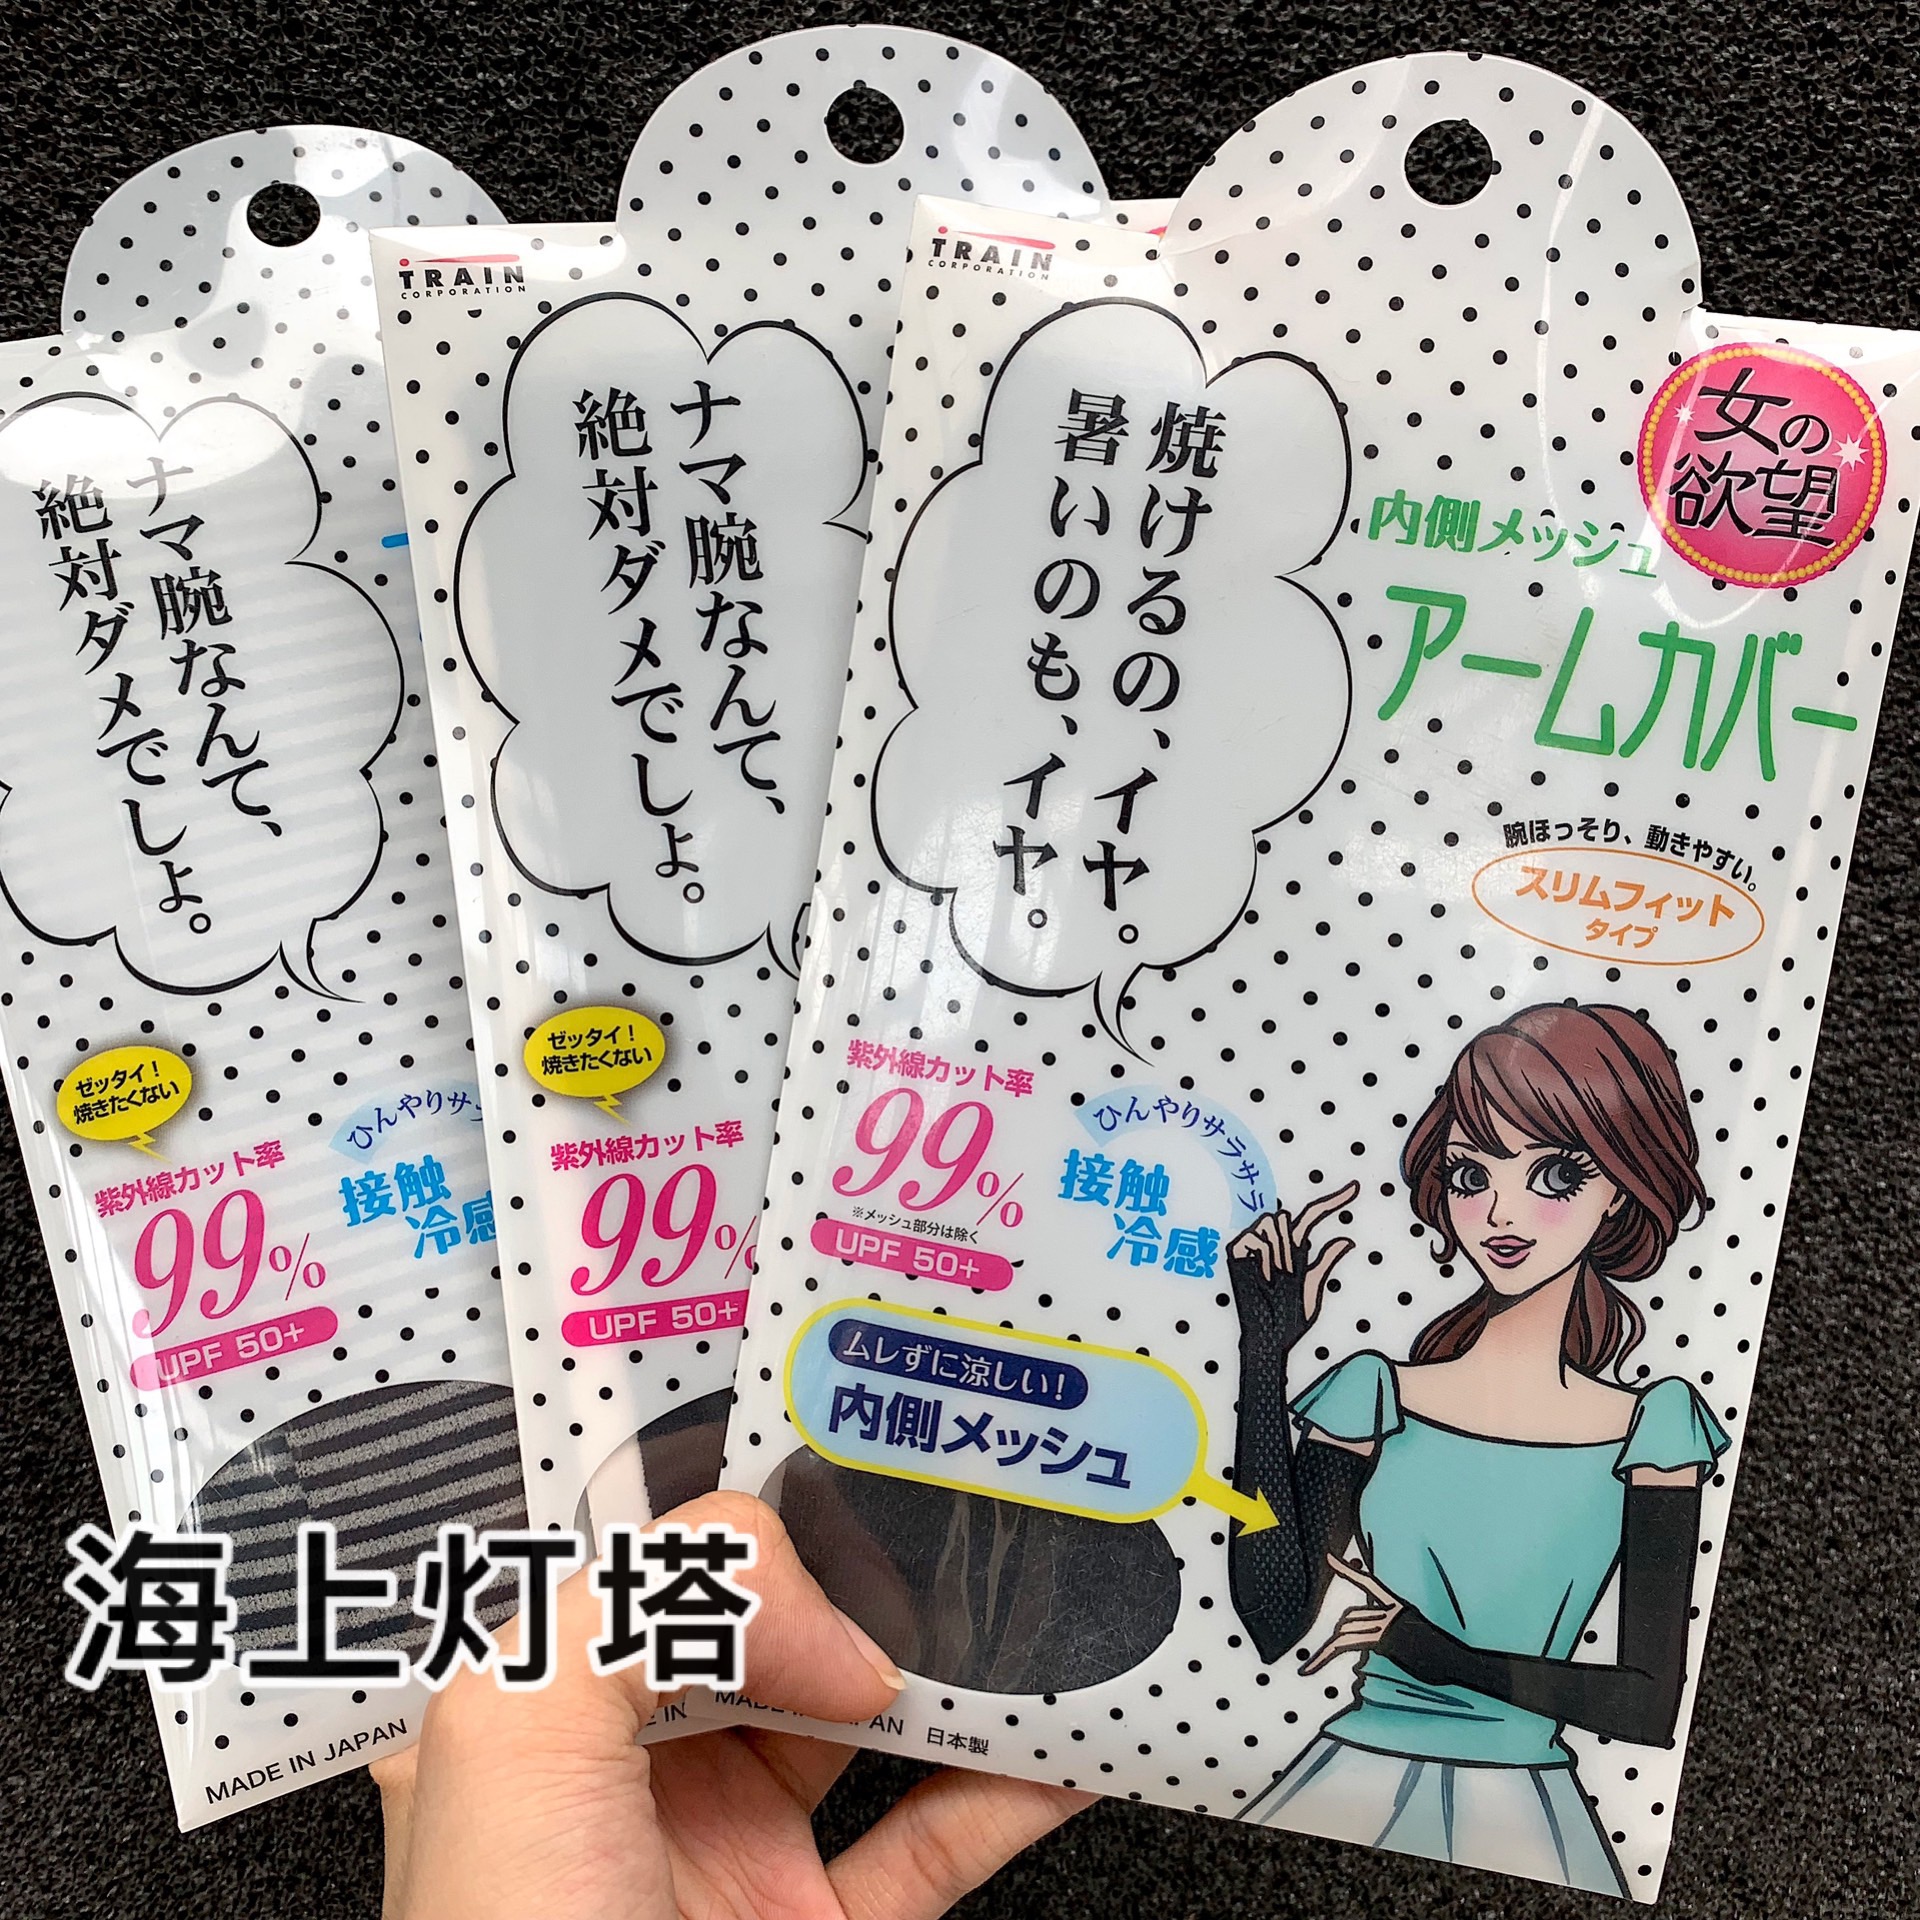 ナマ腕なんて、
絶対ダメでしょ。
ゼッタイ!
焼きたくない
紫外線カット率
99%
UPF 50+
ひんやりサ
接触
冷感
MADE IN JAPAN
TRAIN
CORPORATION
ナマ腕なんて、
絶対ダメでしょ。
ゼッタイ!
焼きたくない
紫外線カット率
99%
UPF 50+
TRAIN
CORPORATION
焼けるの、イヤ。
暑いのも、イヤ。
女の
欲望
内側メッシュ
アームカバー
腕ほっそり、動きやすい。
スリムフィット
タイプ
紫外線カット率
99%
※メッシュ部分は除く
UPF 50+
ひんやりサラサラ
接触
冷感
ムレずに涼しい!
内側メッシュ
日本製
海上灯塔